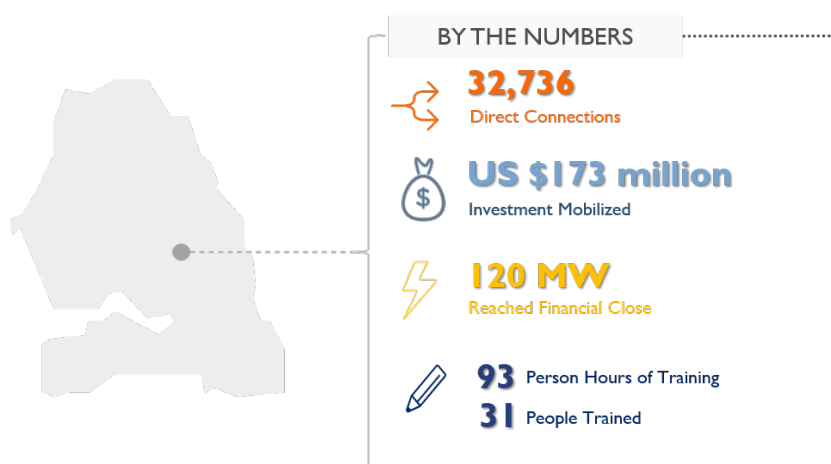 BY THE NUMBERS
32,736
Direct Connections
$
US $173 million
Investment Mobilized
120 MW
Reached Financial Close
93 Person Hours of Training
31 People Trained